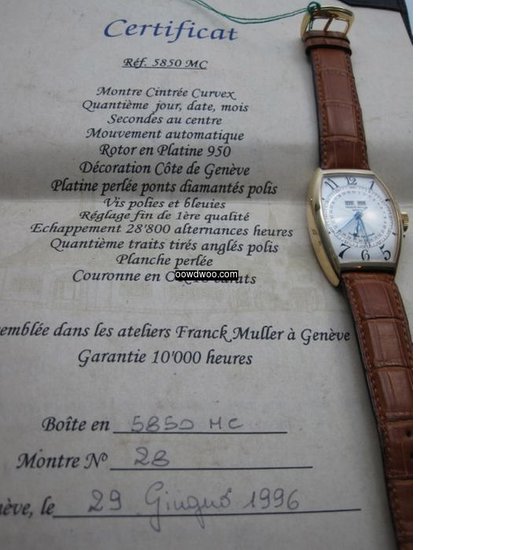 Certificat
Réf. 5850 MC
Montre Cintrée Curvex
Quantième jour, date, mois
Secondes au centre
Mouvement automatique
Rotor en Platine 950
Décoration Côte de Genève
Platine perlée ponts diamantés polis
Vis polies et bleuies
Réglage fin de 1ère qualité
Echappement 28'800 alternances heures
Quantième traits tirés anglés polis
Planche perlée
Couronne en carats
oowdwoo.com
emblée dans les ateliers Franck Muller à Genève
Garantie 10'000 heures
Boîte en 5850 MC
Montre N° 28
nève, le 29 Giugno 1996